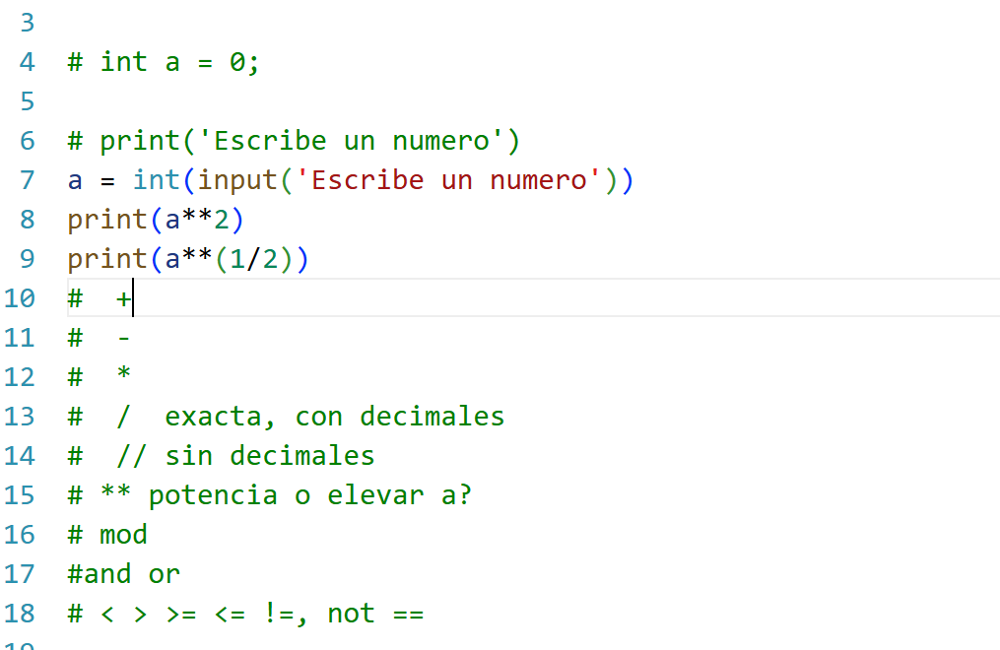 3
4 # int a = 0;
5
6 # print('Escribe un numero')
7 a = int(input('Escribe un numero'))
8 print(a**2)
9 print(a**(1/2))
10 #  +
11 #  -
12 #  *
13 #  /  exacta, con decimales
14 #  // sin decimales
15 # ** potencia o elevar a?
16 # mod
17 #and or
18 # < > >= <= !=, not ==